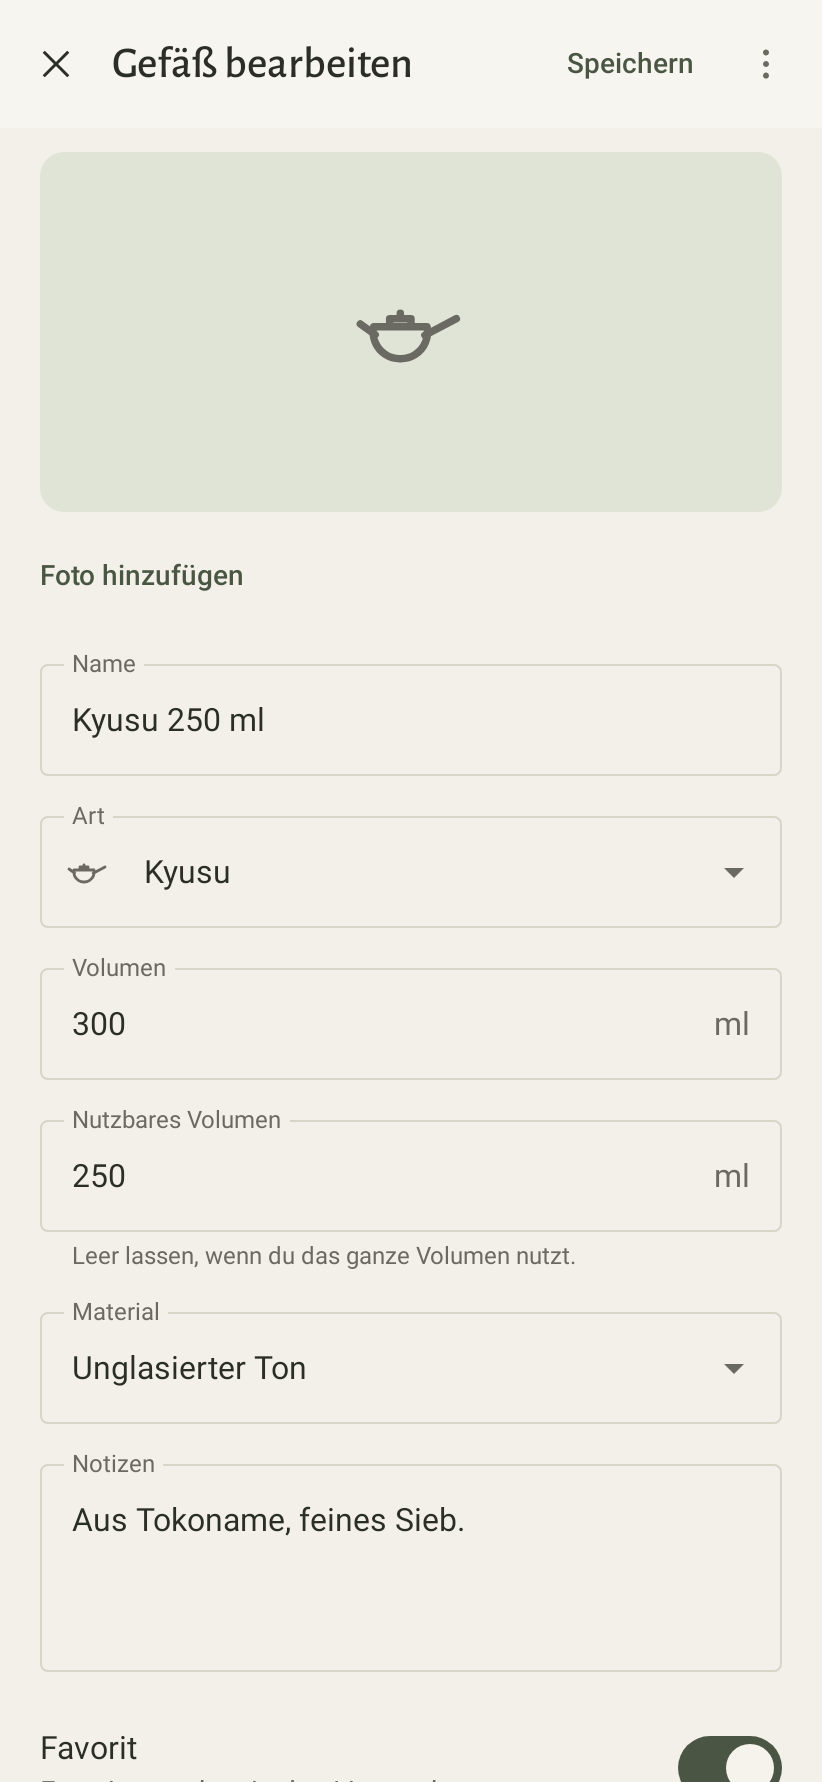 Gefäß bearbeiten
Speichern
Foto hinzufügen
Name
Kyusu 250 ml
Art
Kyusu
Volumen
300 ml
Nutzbares Volumen
250 ml
Leer lassen, wenn du das ganze Volumen nutzt.
Material
Unglasierter Ton
Notizen
Aus Tokoname, feines Sieb.
Favorit